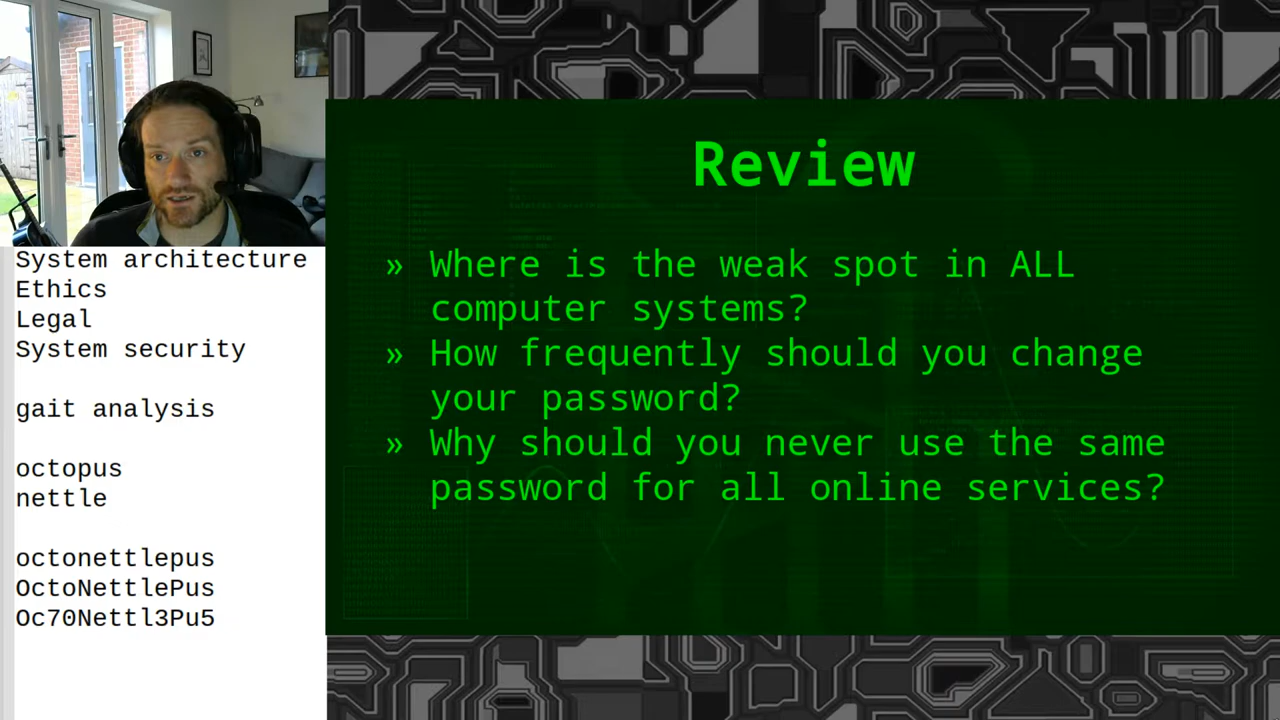 System architecture
Ethics
Legal
System security
gait analysis
octopus
nettle
octonettlepus
OctoNettlePus
Oc70Nettl3Pu5
Review
» Where is the weak spot in ALL
computer systems?
» How frequently should you change
your password?
» Why should you never use the same
password for all online services?